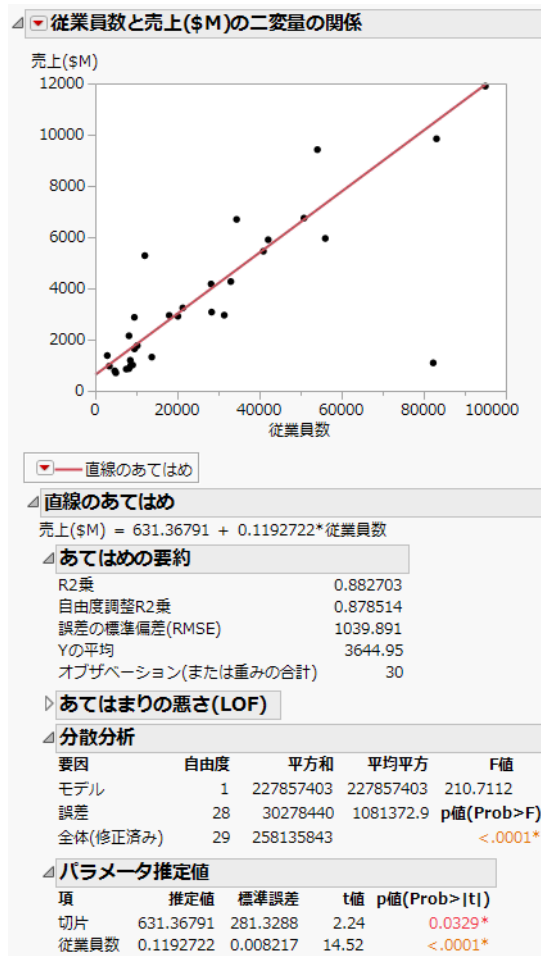 従業員数と売上($M)の二変量の関係
売上($M)
12000
10000
8000
6000
4000
2000
0
0 20000 40000 60000 80000 100000
従業員数
直線のあてはめ
直線のあてはめ
売上($M) = 631.36791 + 0.1192722*従業員数
あてはめの要約
R2乗 0.882703
自由度調整R2乗 0.878514
誤差の標準偏差(RMSE) 1039.891
Yの平均 3644.95
オブザベーション(または重みの合計) 30
あてはまりの悪さ(LOF)
分散分析
要因 自由度 平方和 平均平方 F値
モデル 1 227857403 227857403 210.7112
誤差 28 30278440 1081372.9 p値(Prob>F)
全体(修正済み) 29 258135843 <.0001*
パラメータ推定値
項 推定値 標準誤差 t値 p値(Prob>|t|)
切片 631.36791 281.3288 2.24 0.0329*
従業員数 0.1192722 0.008217 14.52 <.0001*